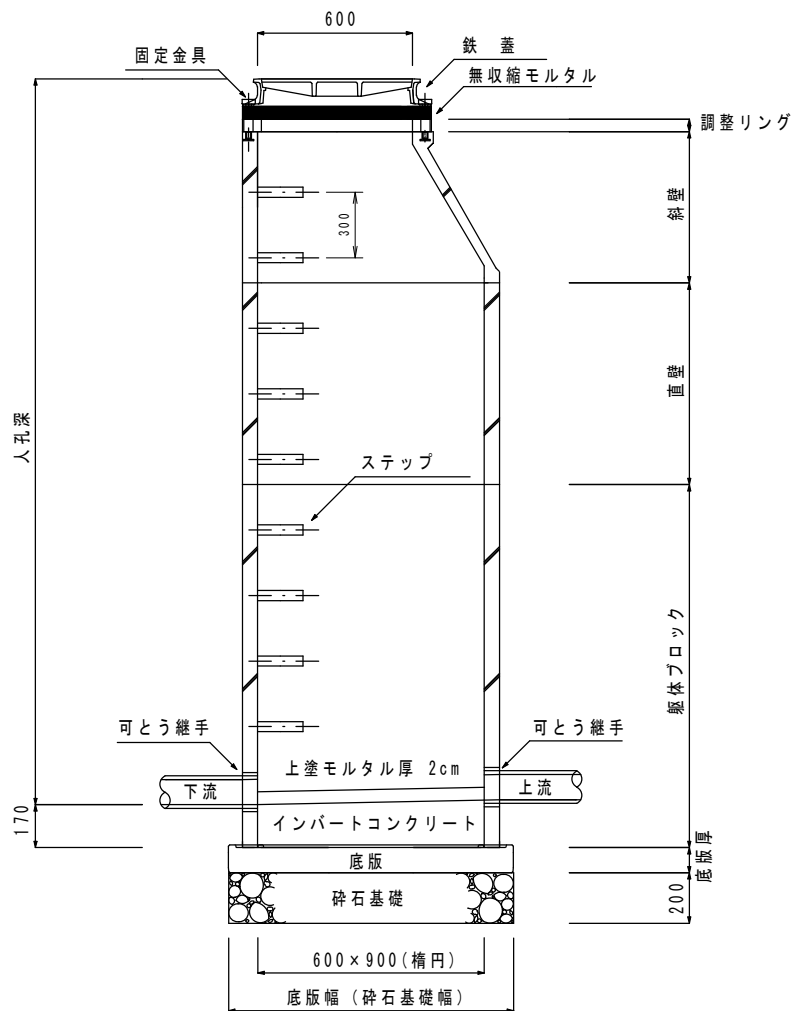 600
固定金具
鉄 蓋
無収縮モルタル
調整リング
斜壁
300
直壁
人孔深
ステップ
躯体ブロック
可とう継手
可とう継手
上塗モルタル厚 2cm
下流
上流
170
インバートコンクリート
底版
底版厚
砕石基礎
200
600×900(楕円)
底版幅(砕石基礎幅)